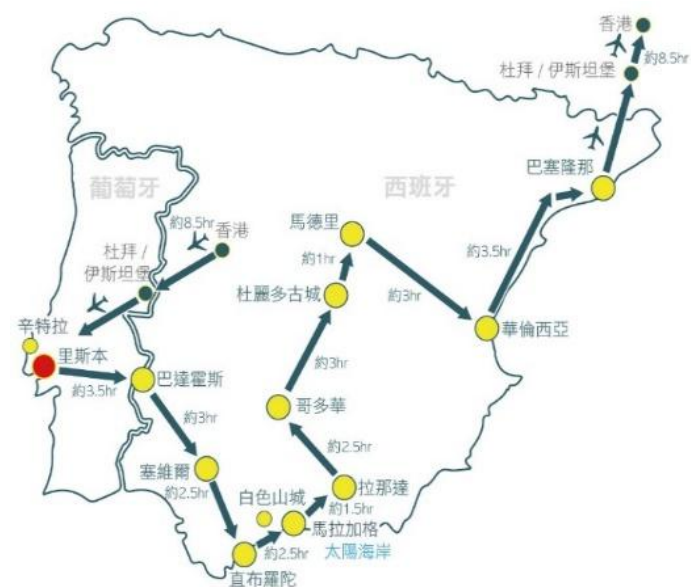 香港
約8.5hr
杜拜 / 伊斯坦堡
巴塞隆那
葡萄牙
西班牙
約8.5hr
香港
馬德里
約3.5hr
杜拜 /
伊斯坦堡
約1hr
杜麗多古城
約3hr
辛特拉
華倫西亞
里斯本
約3.5hr
巴達霍斯
約3hr
約3hr
哥多華
約2.5hr
塞維爾
約2.5hr
白色山城
拉那達
約1.5hr
馬拉加格
約2.5hr
太陽海岸
直布羅陀